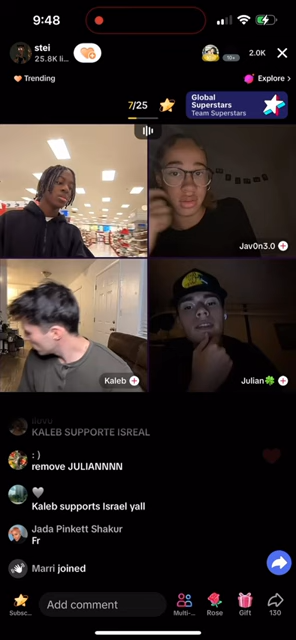 9:48
stei
25.8K li...
10+
2.0K
Trending
Explore >
7/25
Global
Superstars
Team Superstars
Jav0n3.0
Kaleb
Julian🍀
KALEB SUPPORTE ISREAL
: )
remove JULIANNNN
🤍
Kaleb supports Israel yall
Jada Pinkett Shakur
Fr
Marri joined
Subsc...
Add comment
Multi-...
Rose
Gift
130